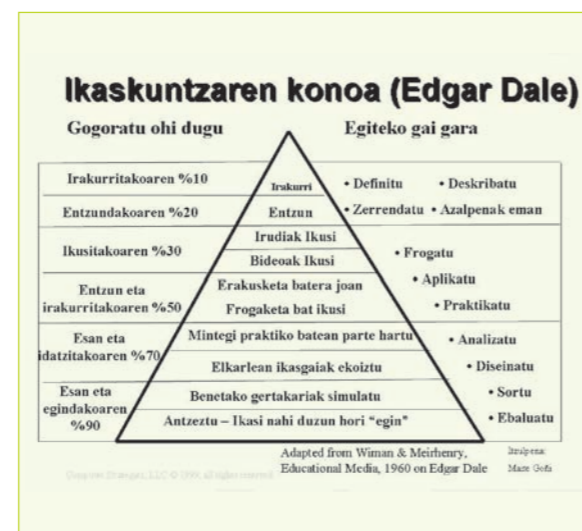 Ikaskuntzaren konoa (Edgar Dale)
Gogoratu ohi dugu
Egiteko gai gara
Irakurritakoaren %10
Entzundakoaren %20
Ikusitakoaren %30
Entzun eta
irakurritakoaren %50
Esan eta
idatzitakoaren %70
Esan eta
egindakoaren
%90
Irakurri
Entzun
Irudiak Ikusi
Bideoak Ikusi
Erakusketa batera joan
Frogaketa bat ikusi
Mintegi praktiko batean parte hartu
Elkarlean ikasgaiak ekoiztu
Benetako gertakariak simulatu
Antzeztu – Ikasi nahi duzun hori “egin”
• Definitu • Deskribatu
• Zerrendatu • Azalpenak eman
• Frogatu
• Aplikatu
• Praktikatu
• Analizatu
• Diseinatu
• Sortu
• Ebaluatu
Adapted from Wiman & Meirhenry,
Educational Media, 1960 on Edgar Dale
Itzulpena:
Maite Goñi